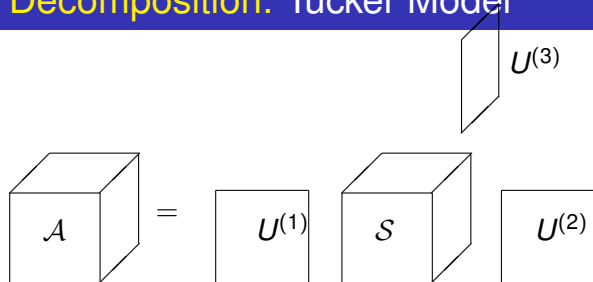 Decomposition: Tucker Model
U^{(3)}
𝒜 = U^{(1)} 𝒮 U^{(2)}